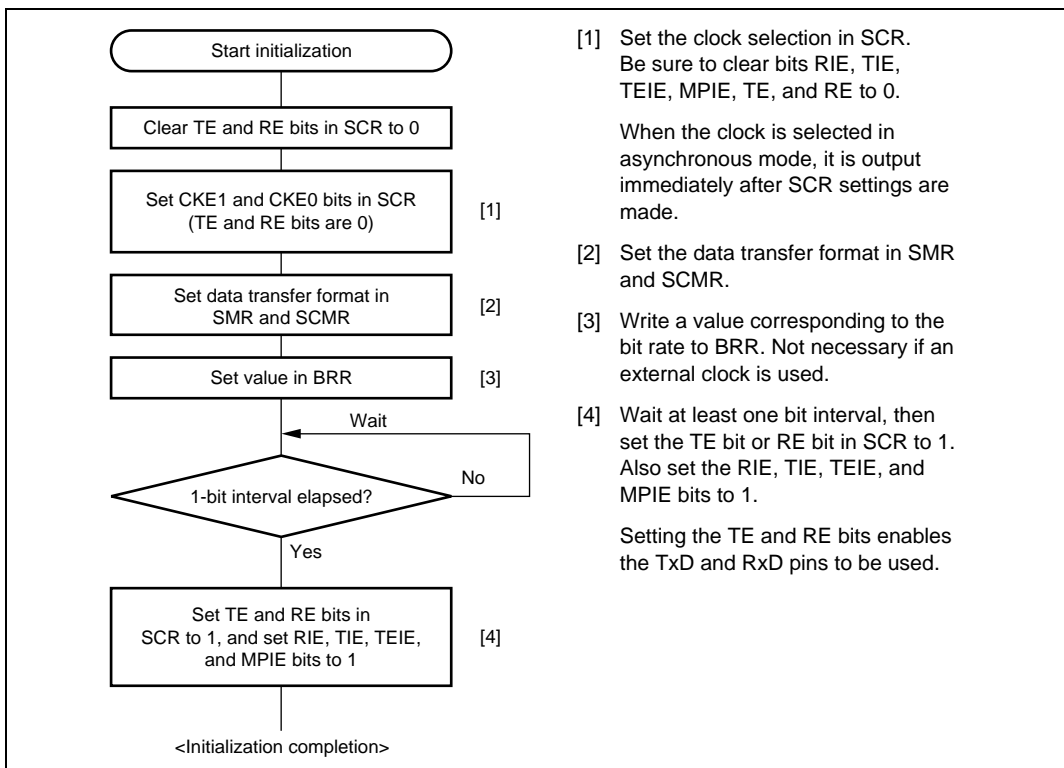 Start initialization
Clear TE and RE bits in SCR to 0
Set CKE1 and CKE0 bits in SCR
(TE and RE bits are 0)
[1]
Set data transfer format in
SMR and SCMR
[2]
Set value in BRR
[3]
Wait
1-bit interval elapsed?
No
Yes
Set TE and RE bits in
SCR to 1, and set RIE, TIE, TEIE,
and MPIE bits to 1
[4]
<Initialization completion>
[1] Set the clock selection in SCR.
Be sure to clear bits RIE, TIE,
TEIE, MPIE, TE, and RE to 0.
When the clock is selected in
asynchronous mode, it is output
immediately after SCR settings are
made.
[2] Set the data transfer format in SMR
and SCMR.
[3] Write a value corresponding to the
bit rate to BRR. Not necessary if an
external clock is used.
[4] Wait at least one bit interval, then
set the TE bit or RE bit in SCR to 1.
Also set the RIE, TIE, TEIE, and
MPIE bits to 1.
Setting the TE and RE bits enables
the TxD and RxD pins to be used.